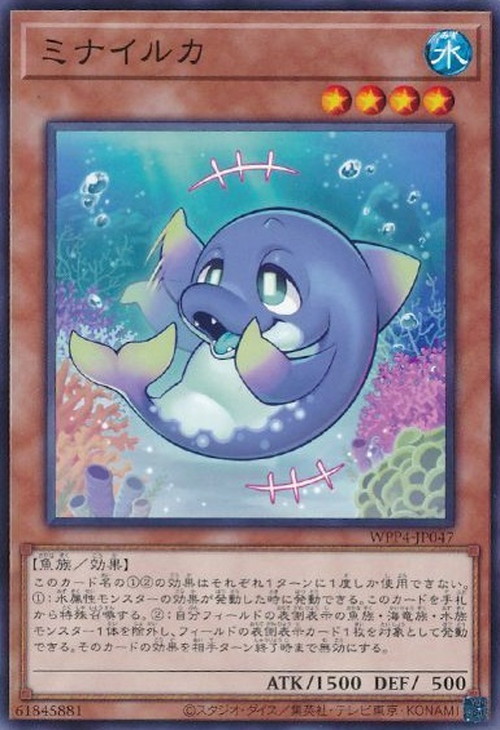 ミナイルカ
水
WPP4-JP047
【魚族／効果】
このカード名の①②の効果はそれぞれ1ターンに1度しか使用できない。
①：水属性モンスターの効果が発動した時に発動できる。このカードを手札
から特殊召喚する。②：自分フィールドの表側表示の魚族・海竜族・水族
モンスター1体を除外し、フィールドの表側表示カード1枚を対象として発動
できる。そのカードの効果を相手ターン終了時まで無効にする。
ATK/1500 DEF/ 500
61845881 ©スタジオ・ダイス／集英社・テレビ東京・KONAMI